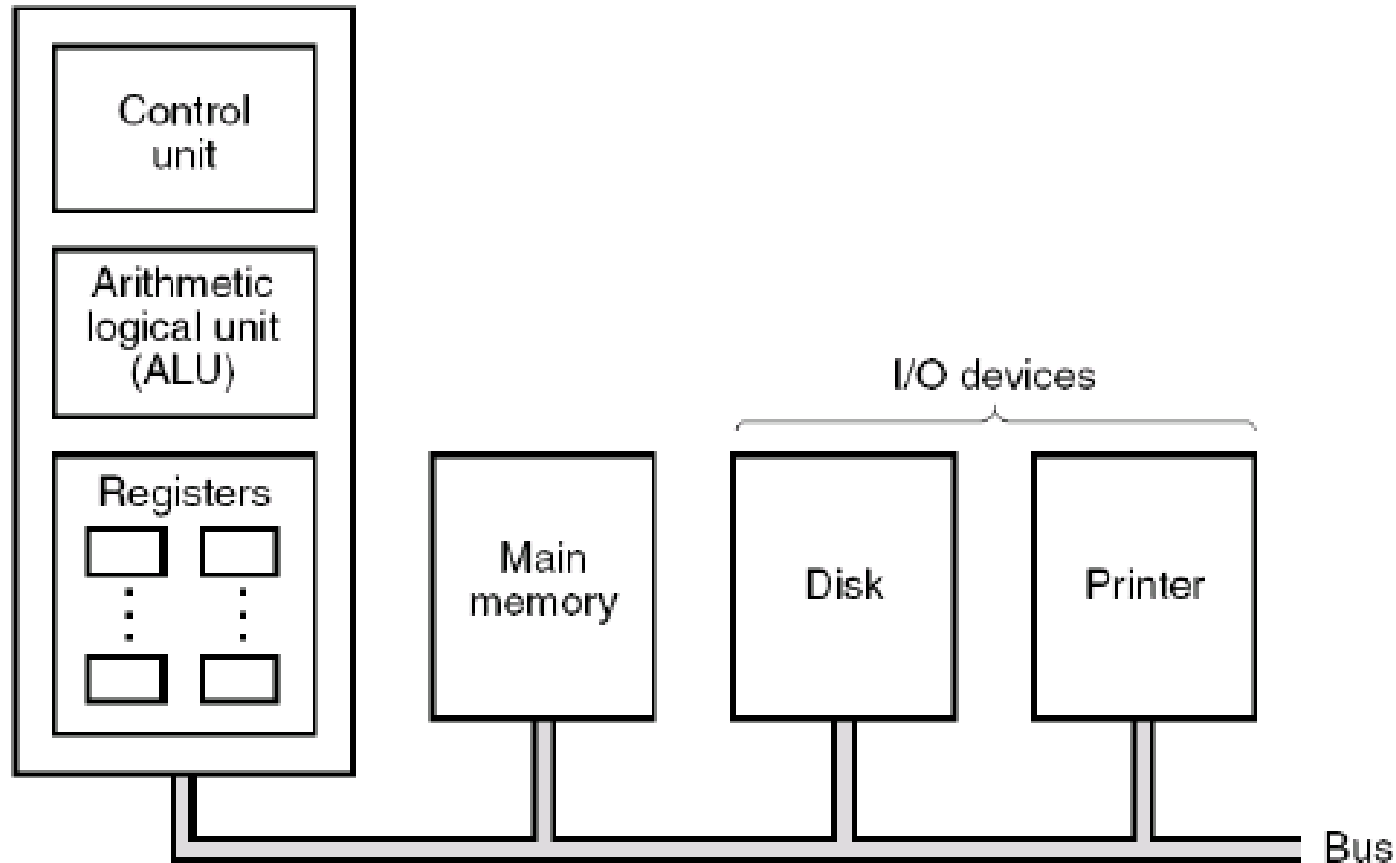 Control
unit
Arithmetic
logical unit
(ALU)
Registers
I/O devices
Main
memory
Disk
Printer
Bus